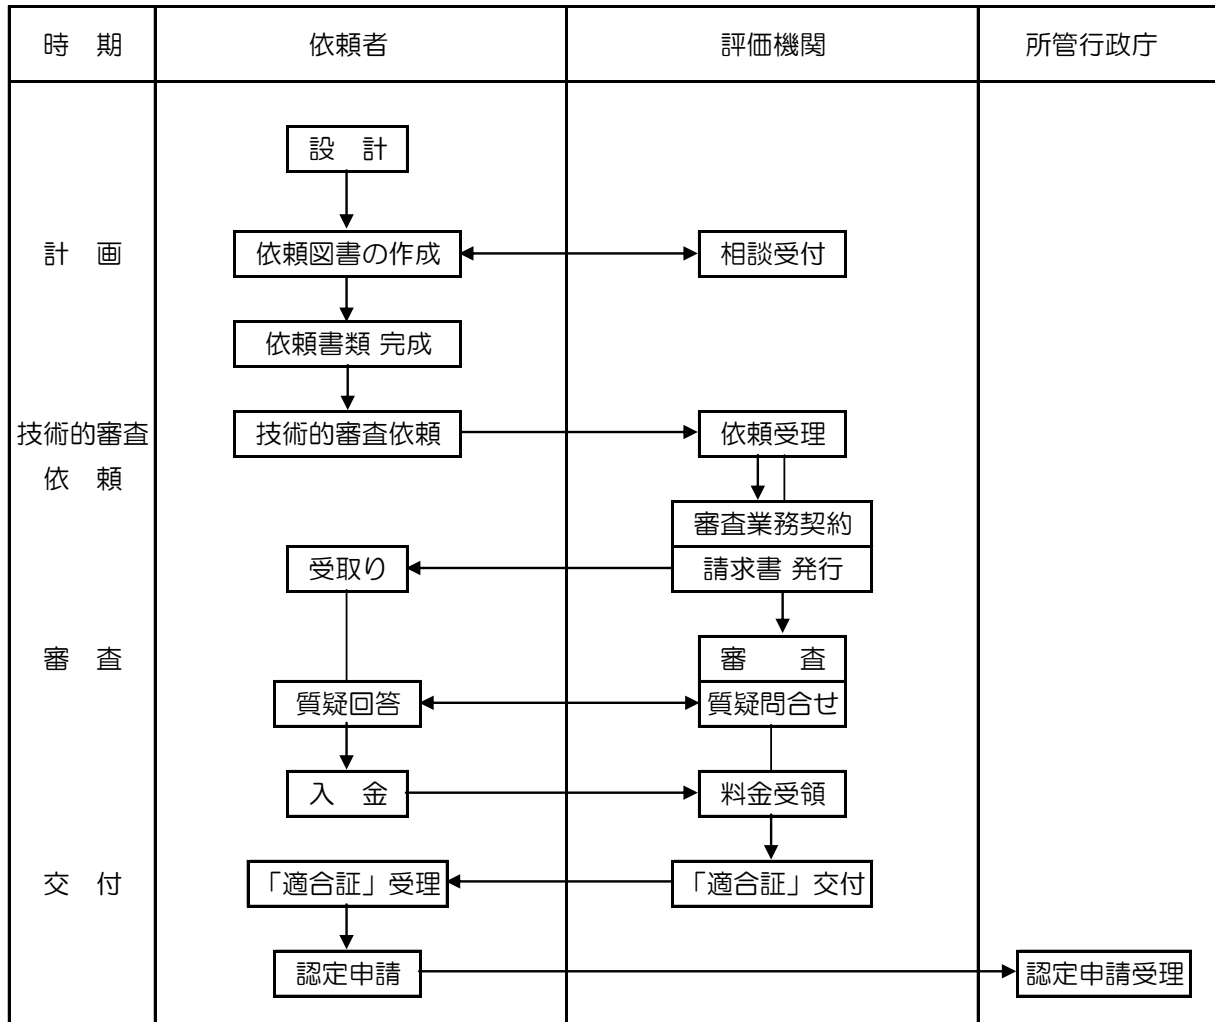 時　期　依頼者　評価機関　所管行政庁
設　計
計　画　依頼図書の作成　相談受付
依頼書類 完成
技術的審査　技術的審査依頼　依頼受理
依　頼
審査業務契約
受取り　請求書 発行
審　査　審　　査
質疑回答　質疑問合せ
入　金　料金受領
交　付　「適合証」受理　「適合証」交付
認定申請　認定申請受理